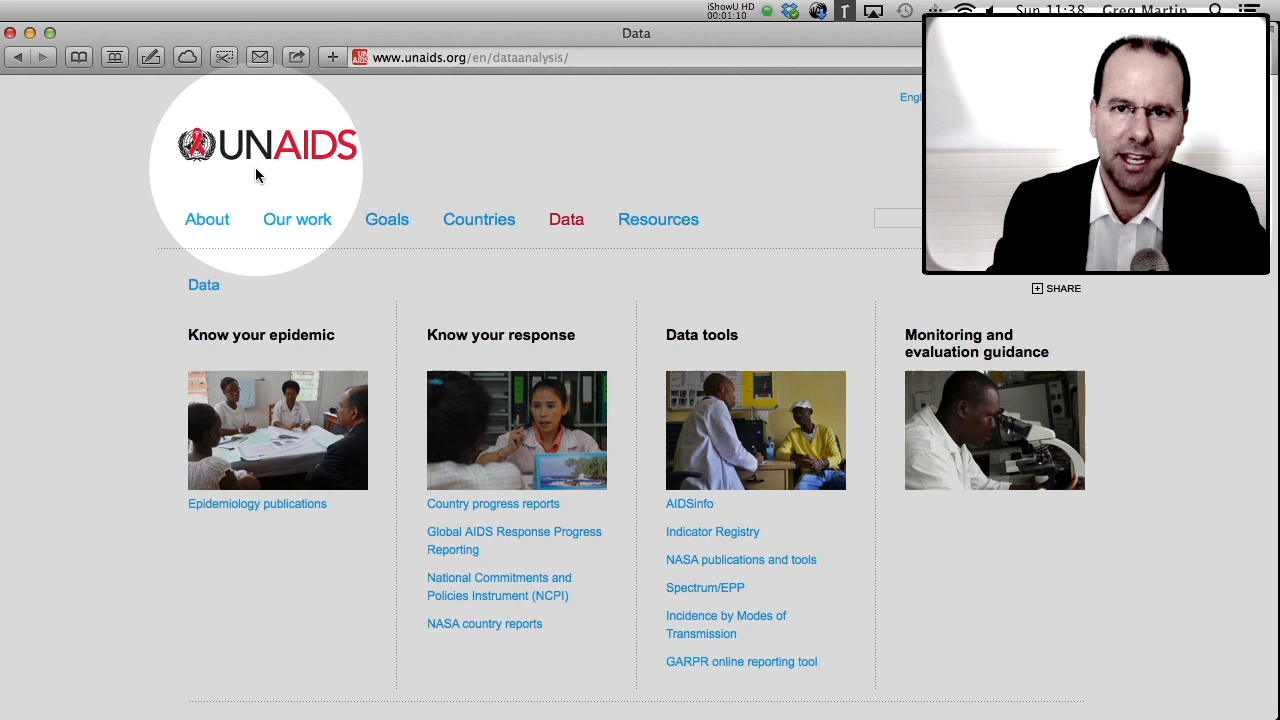 iShowU HD
00:01:10
Sun 11:38 Greg Martin
Data
www.unaids.org/en/dataanalysis/
Engl
UNAIDS
About Our work Goals Countries Data Resources
Data
SHARE
Know your epidemic
Epidemiology publications
Know your response
Country progress reports
Global AIDS Response Progress
Reporting
National Commitments and
Policies Instrument (NCPI)
NASA country reports
Data tools
AIDSinfo
Indicator Registry
NASA publications and tools
Spectrum/EPP
Incidence by Modes of
Transmission
GARPR online reporting tool
Monitoring and
evaluation guidance